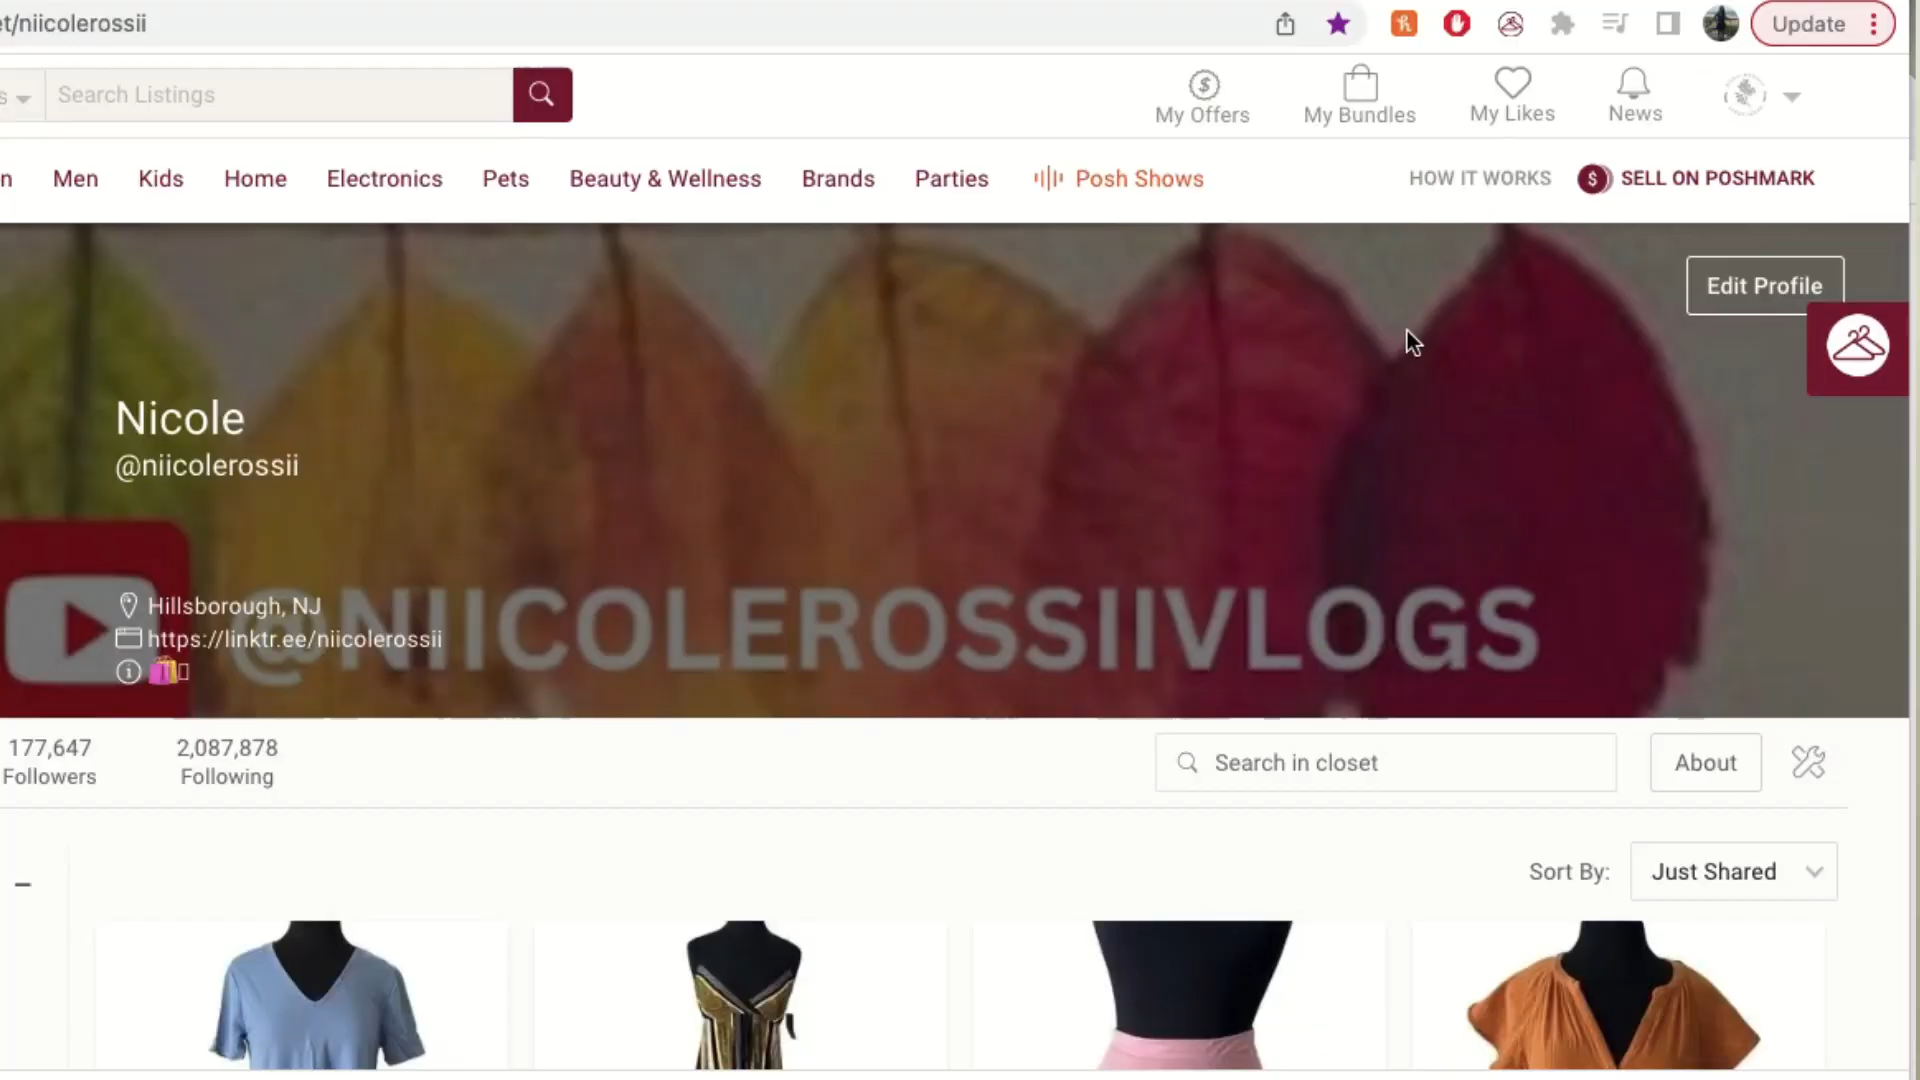 et/niicolerossii
Update
s
Search Listings
My Offers
My Bundles
My Likes
News
n
Men
Kids
Home
Electronics
Pets
Beauty & Wellness
Brands
Parties
Posh Shows
HOW IT WORKS
SELL ON POSHMARK
Edit Profile
Nicole
@niicolerossii
Hillsborough, NJ
https://linktr.ee/niicolerossii
@NIICOLEROSSIIVLOGS
177,647
Followers
2,087,878
Following
Search in closet
About
Sort By:
Just Shared